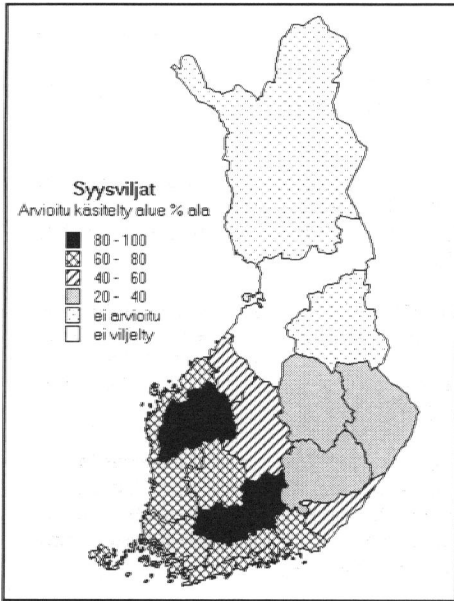 Syysviljat
Arvioitu käsitelty alue % ala
80 - 100
60 - 80
40 - 60
20 - 40
ei arvioitu
ei viljelty